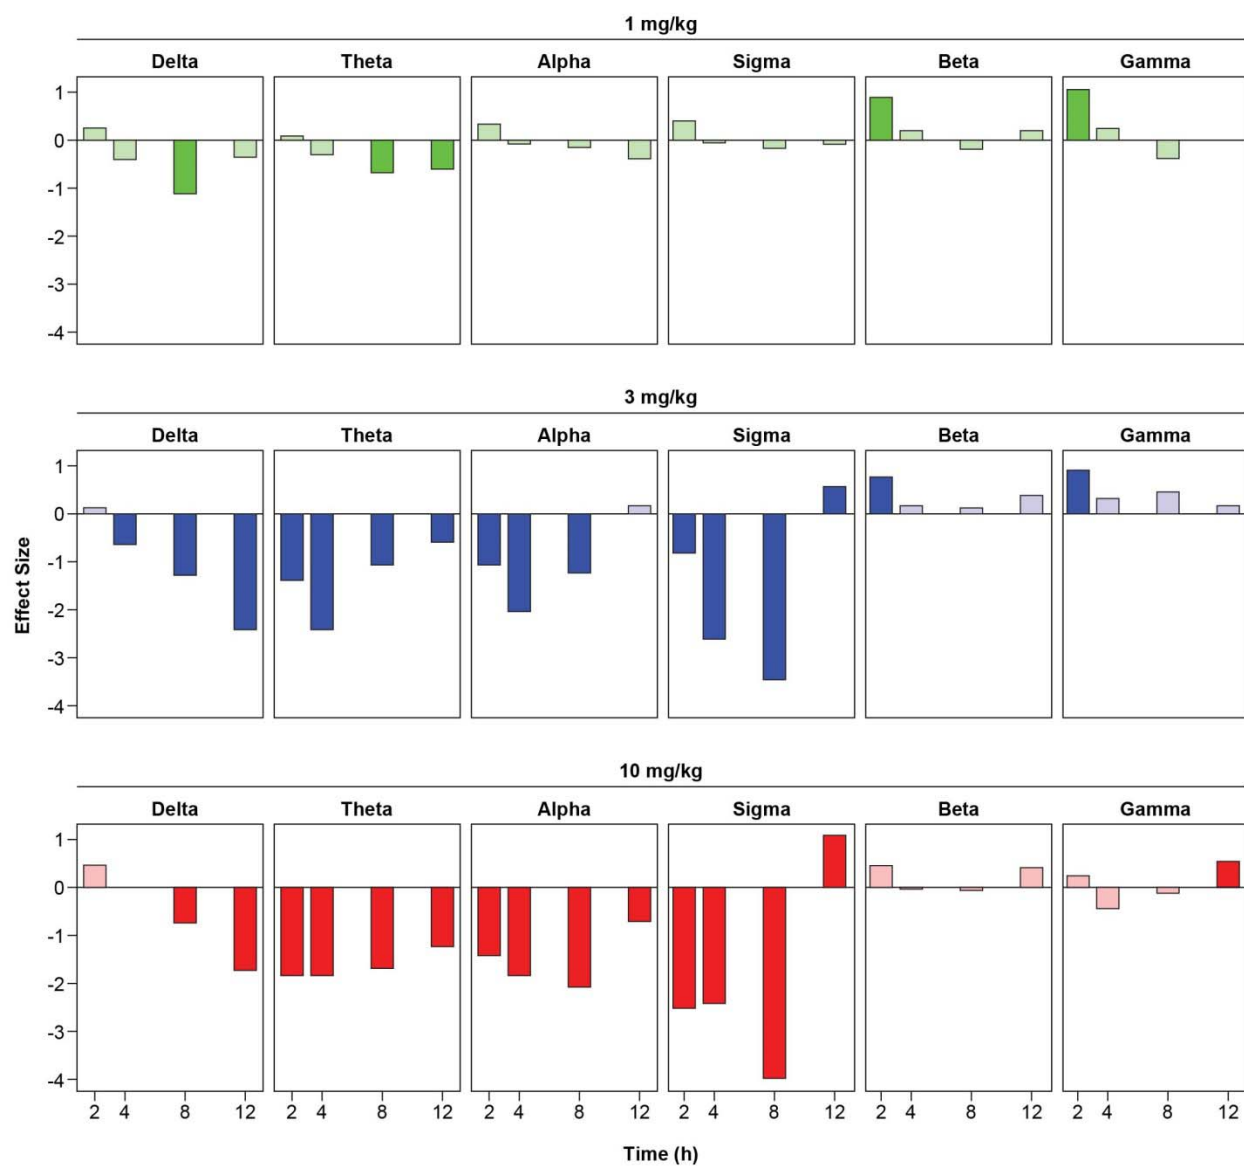 1 mg/kg
Delta Theta Alpha Sigma Beta Gamma
1
0
-1
-2
-3
-4
3 mg/kg
Delta Theta Alpha Sigma Beta Gamma
1
0
-1
-2
-3
-4
Effect Size
10 mg/kg
Delta Theta Alpha Sigma Beta Gamma
1
0
-1
-2
-3
-4
2 4 8 12 2 4 8 12 2 4 8 12 2 4 8 12 2 4 8 12 2 4 8 12
Time (h)